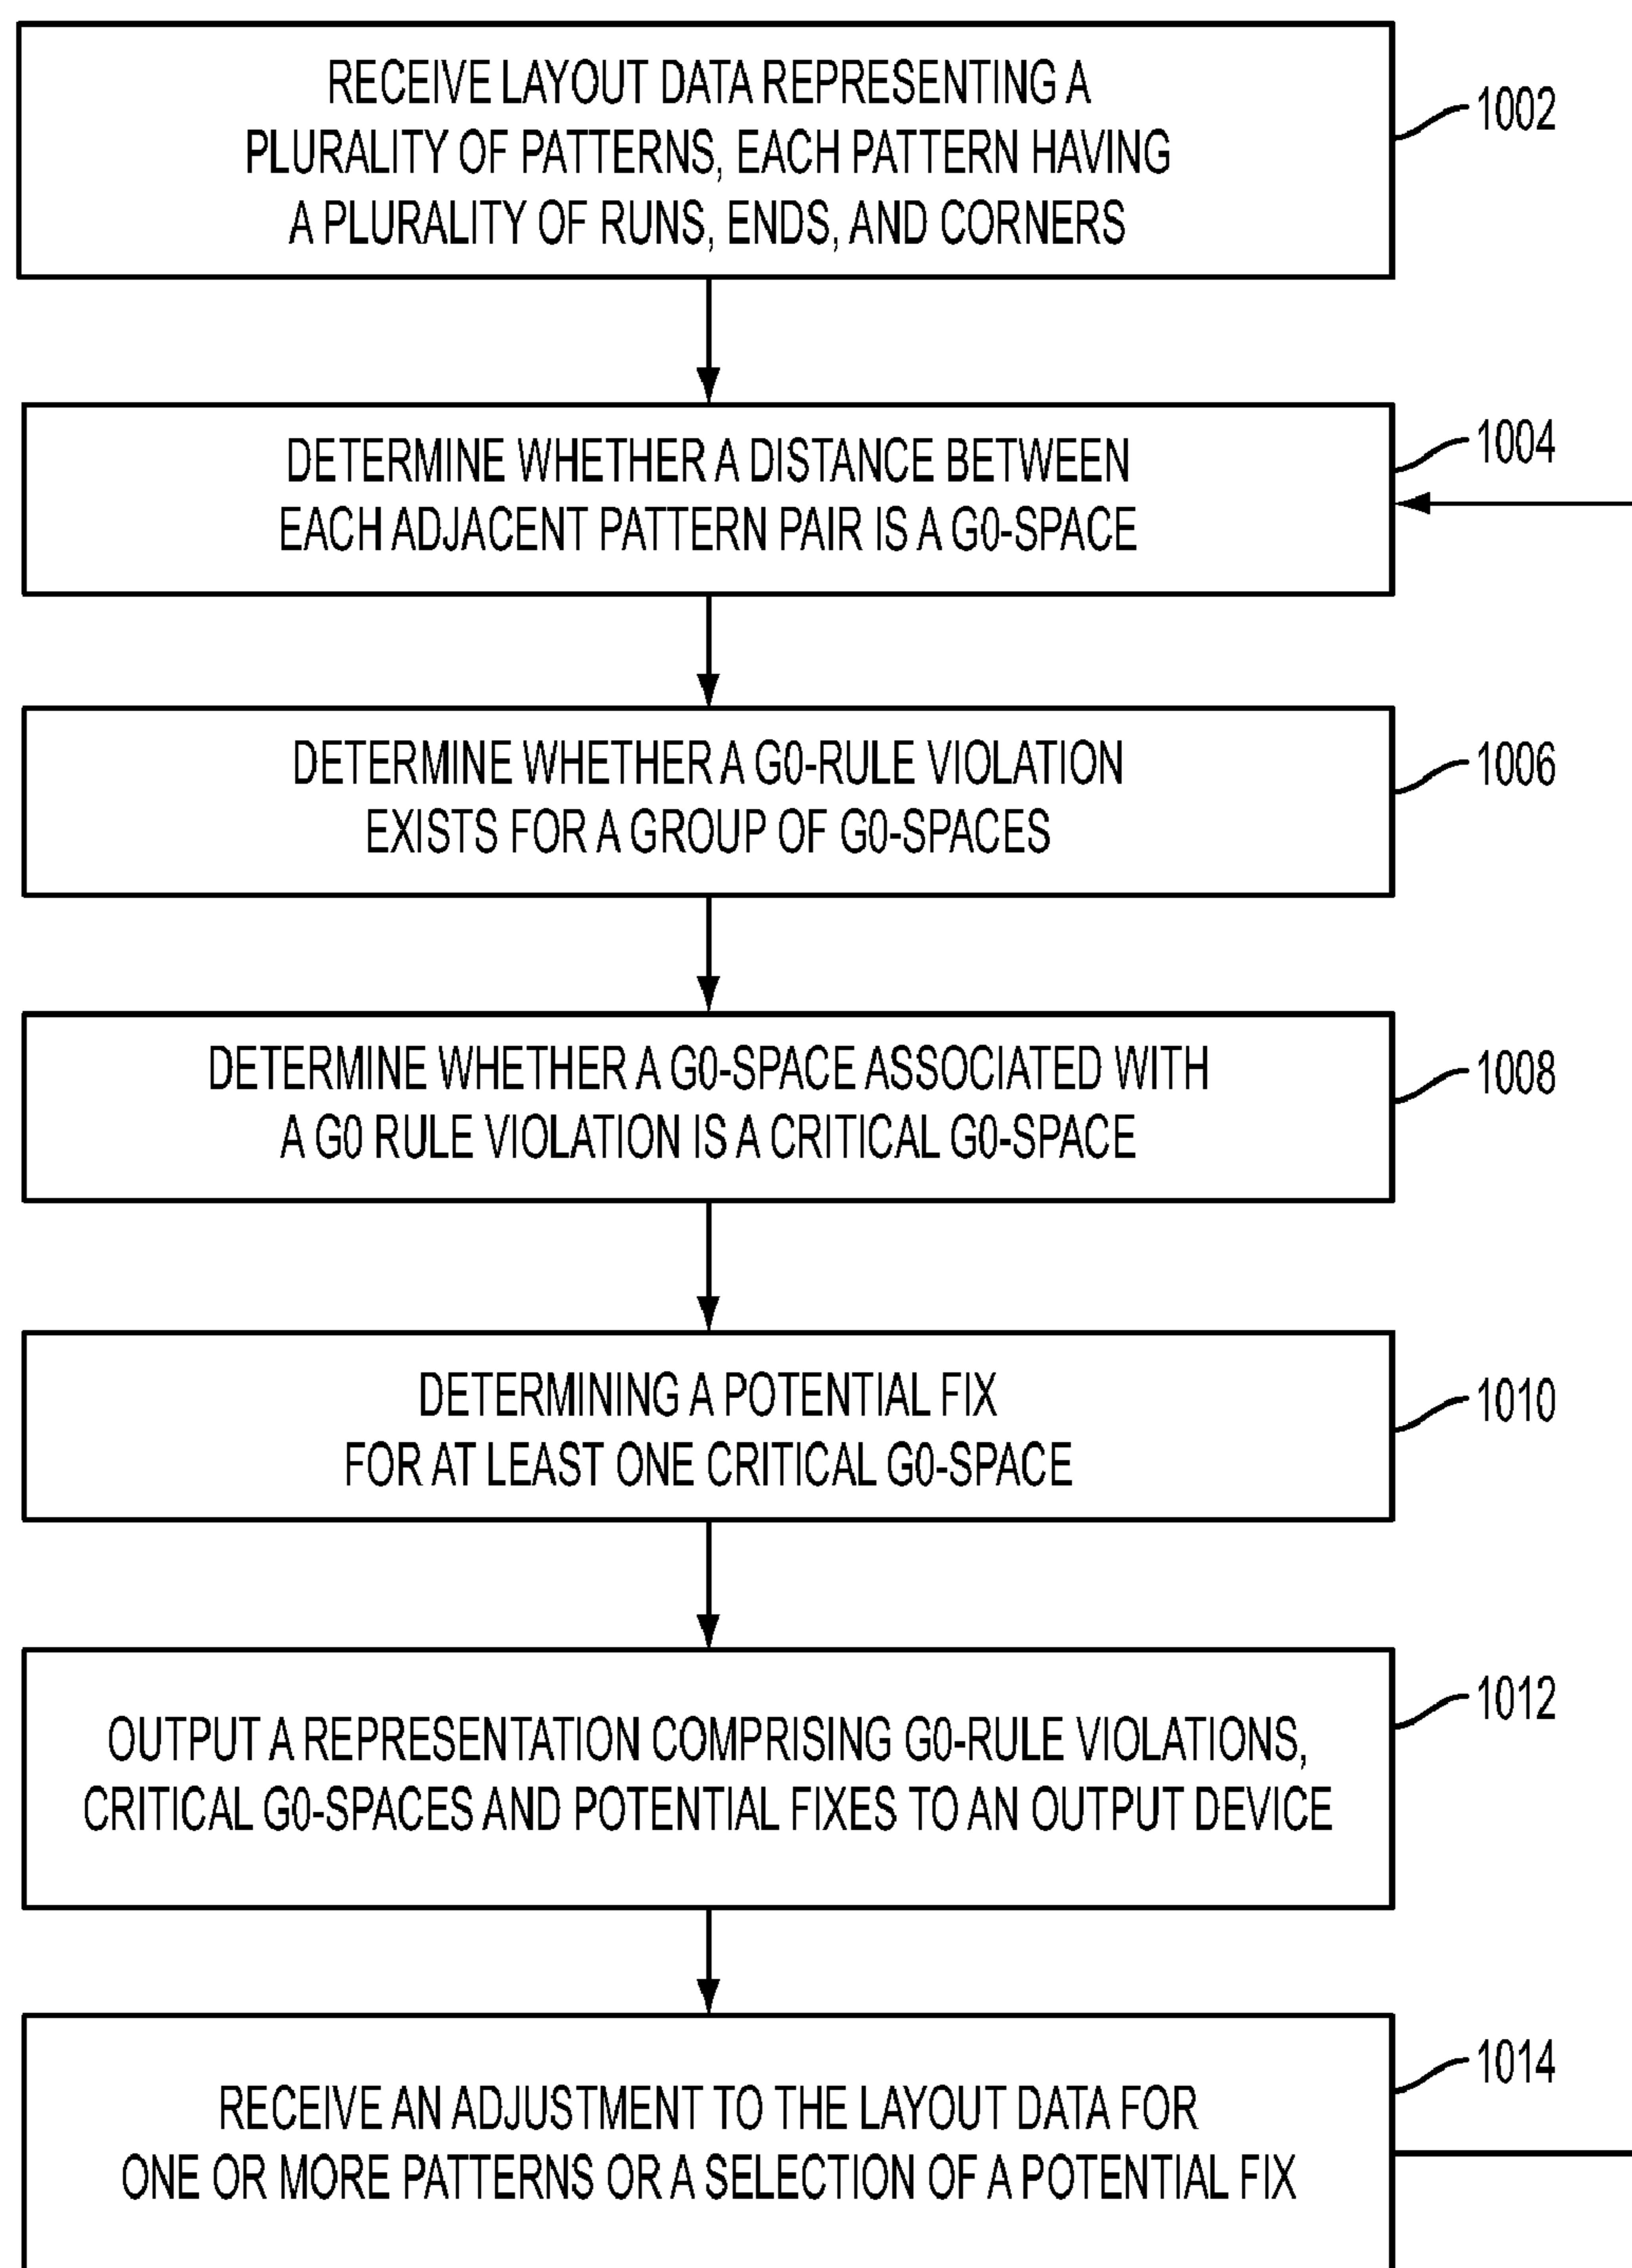 RECEIVE LAYOUT DATA REPRESENTING A
PLURALITY OF PATTERNS, EACH PATTERN HAVING
A PLURALITY OF RUNS, ENDS, AND CORNERS
1002
DETERMINE WHETHER A DISTANCE BETWEEN
EACH ADJACENT PATTERN PAIR IS A G0-SPACE
1004
DETERMINE WHETHER A G0-RULE VIOLATION
EXISTS FOR A GROUP OF G0-SPACES
1006
DETERMINE WHETHER A G0-SPACE ASSOCIATED WITH
A G0 RULE VIOLATION IS A CRITICAL G0-SPACE
1008
DETERMINING A POTENTIAL FIX
FOR AT LEAST ONE CRITICAL G0-SPACE
1010
OUTPUT A REPRESENTATION COMPRISING G0-RULE VIOLATIONS,
CRITICAL G0-SPACES AND POTENTIAL FIXES TO AN OUTPUT DEVICE
1012
RECEIVE AN ADJUSTMENT TO THE LAYOUT DATA FOR
ONE OR MORE PATTERNS OR A SELECTION OF A POTENTIAL FIX
1014